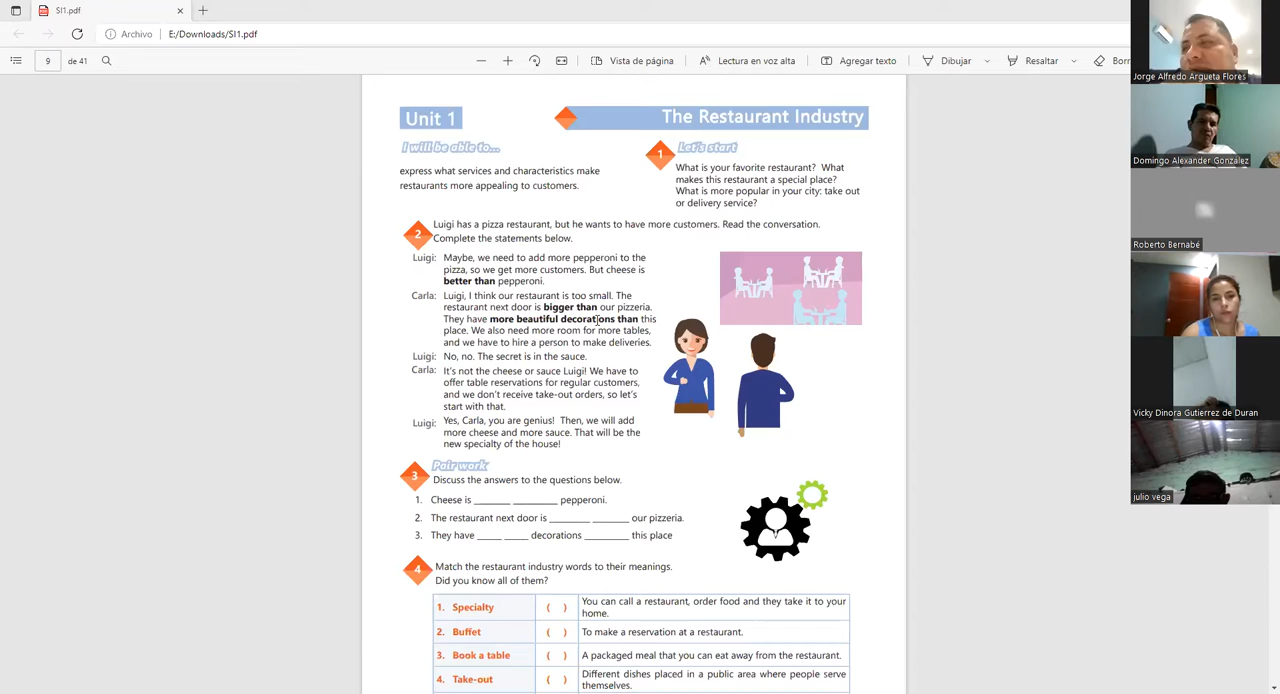 SI1.pdf
Archivo
E:/Downloads/SI1.pdf
9
de 41
Vista de página
Lectura en voz alta
Agregar texto
Dibujar
Resaltar
Unit 1
The Restaurant Industry
I will be able to...
express what services and characteristics make
restaurants more appealing to customers.
1
Let's start
What is your favorite restaurant? What
makes this restaurant a special place?
What is more popular in your city: take out
or delivery service?
2
Luigi has a pizza restaurant, but he wants to have more customers. Read the conversation.
Complete the statements below.
Luigi: Maybe, we need to add more pepperoni to the
pizza, so we get more customers. But cheese is
better than pepperoni.
Carla: Luigi, I think our restaurant is too small. The
restaurant next door is bigger than our pizzeria.
They have more beautiful decorations than this
place. We also need more room for more tables,
and we have to hire a person to make deliveries.
Luigi: No, no. The secret is in the sauce.
Carla: It's not the cheese or sauce Luigi! We have to
offer table reservations for regular customers,
and we don't receive take-out orders, so let's
start with that.
Luigi: Yes, Carla, you are genius! Then, we will add
more cheese and more sauce. That will be the
new specialty of the house!
3
Pair work
Discuss the answers to the questions below.
1. Cheese is ________ _________ pepperoni.
2. The restaurant next door is _________ ________ our pizzeria.
3. They have _____ _____ decorations _________ this place
4
Match the restaurant industry words to their meanings.
Did you know all of them?
1. Specialty ( ) You can call a restaurant, order food and they take it to your
home.
2. Buffet ( ) To make a reservation at a restaurant.
3. Book a table ( ) A packaged meal that you can eat away from the restaurant.
4. Take-out ( ) Different dishes placed in a public area where people serve
themselves.
Jorge Alfredo Argueta Flores
Domingo Alexander González
Roberto Bernabé
Vicky Dinora Gutierrez de Duran
julio vega